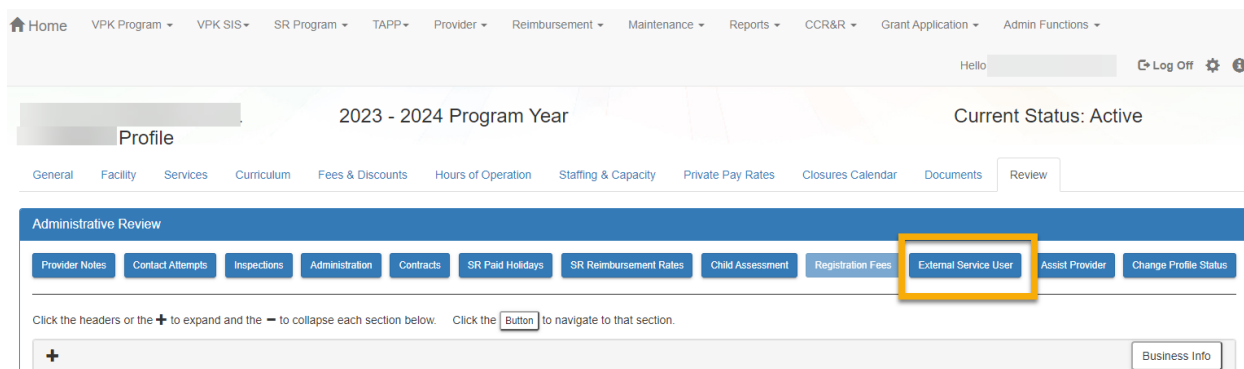 Home VPK Program VPK SIS SR Program TAPP Provider Reimbursement Maintenance Reports CCR&R Grant Application Admin Functions
Hello Log Off
2023 - 2024 Program Year Current Status: Active
Profile
General Facility Services Curriculum Fees & Discounts Hours of Operation Staffing & Capacity Private Pay Rates Closures Calendar Documents Review
Administrative Review
Provider Notes Contact Attempts Inspections Administration Contracts SR Paid Holidays SR Reimbursement Rates Child Assessment Registration Fees External Service User Assist Provider Change Profile Status
Click the headers or the + to expand and the - to collapse each section below. Click the Button to navigate to that section.
+ Business Info